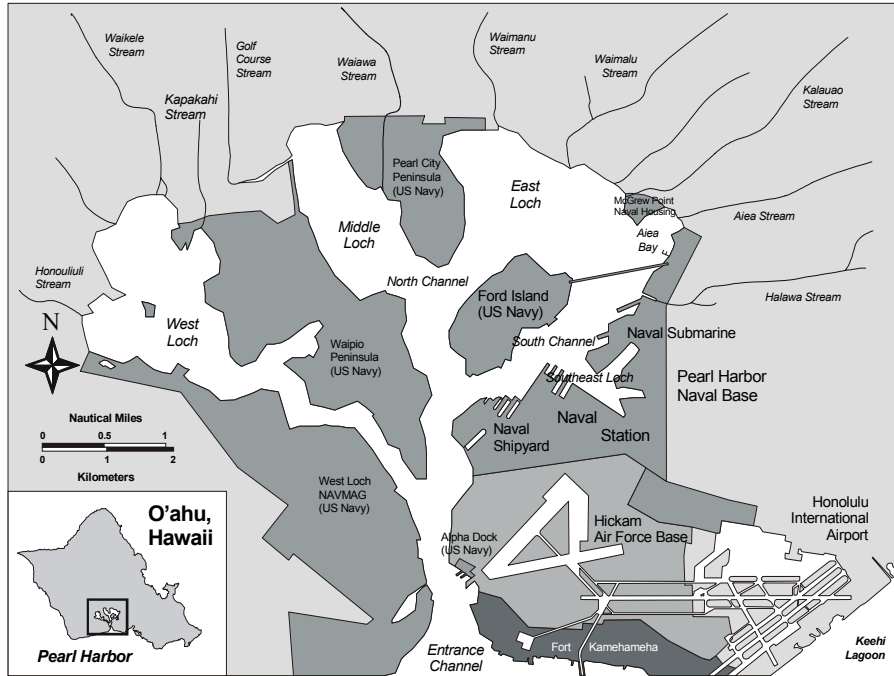 Waikele
Stream
Golf
Course
Stream
Waiawa
Stream
Waimanu
Stream
Waimalu
Stream
Kalauao
Stream
Kapakahi
Stream
Pearl City
Peninsula
(US Navy)
East
Loch
McGrew Point
Naval Housing
Aiea Stream
Middle
Loch
Aiea
Bay
Honouliuli
Stream
North Channel
Ford Island
(US Navy)
Halawa Stream
N
West
Loch
Waipio
Peninsula
(US Navy)
South Channel
Naval Submarine
Southeast Loch
Pearl Harbor
Naval Base
Nautical Miles
0 0.5 1
0 1 2
Kilometers
Naval
Shipyard
Naval
Station
West Loch
NAVMAG
(US Navy)
O'ahu,
Hawaii
Pearl Harbor
Alpha Dock
(US Navy)
Hickam
Air Force Base
Honolulu
International
Airport
Entrance
Channel
Fort Kamehameha
Keehi
Lagoon